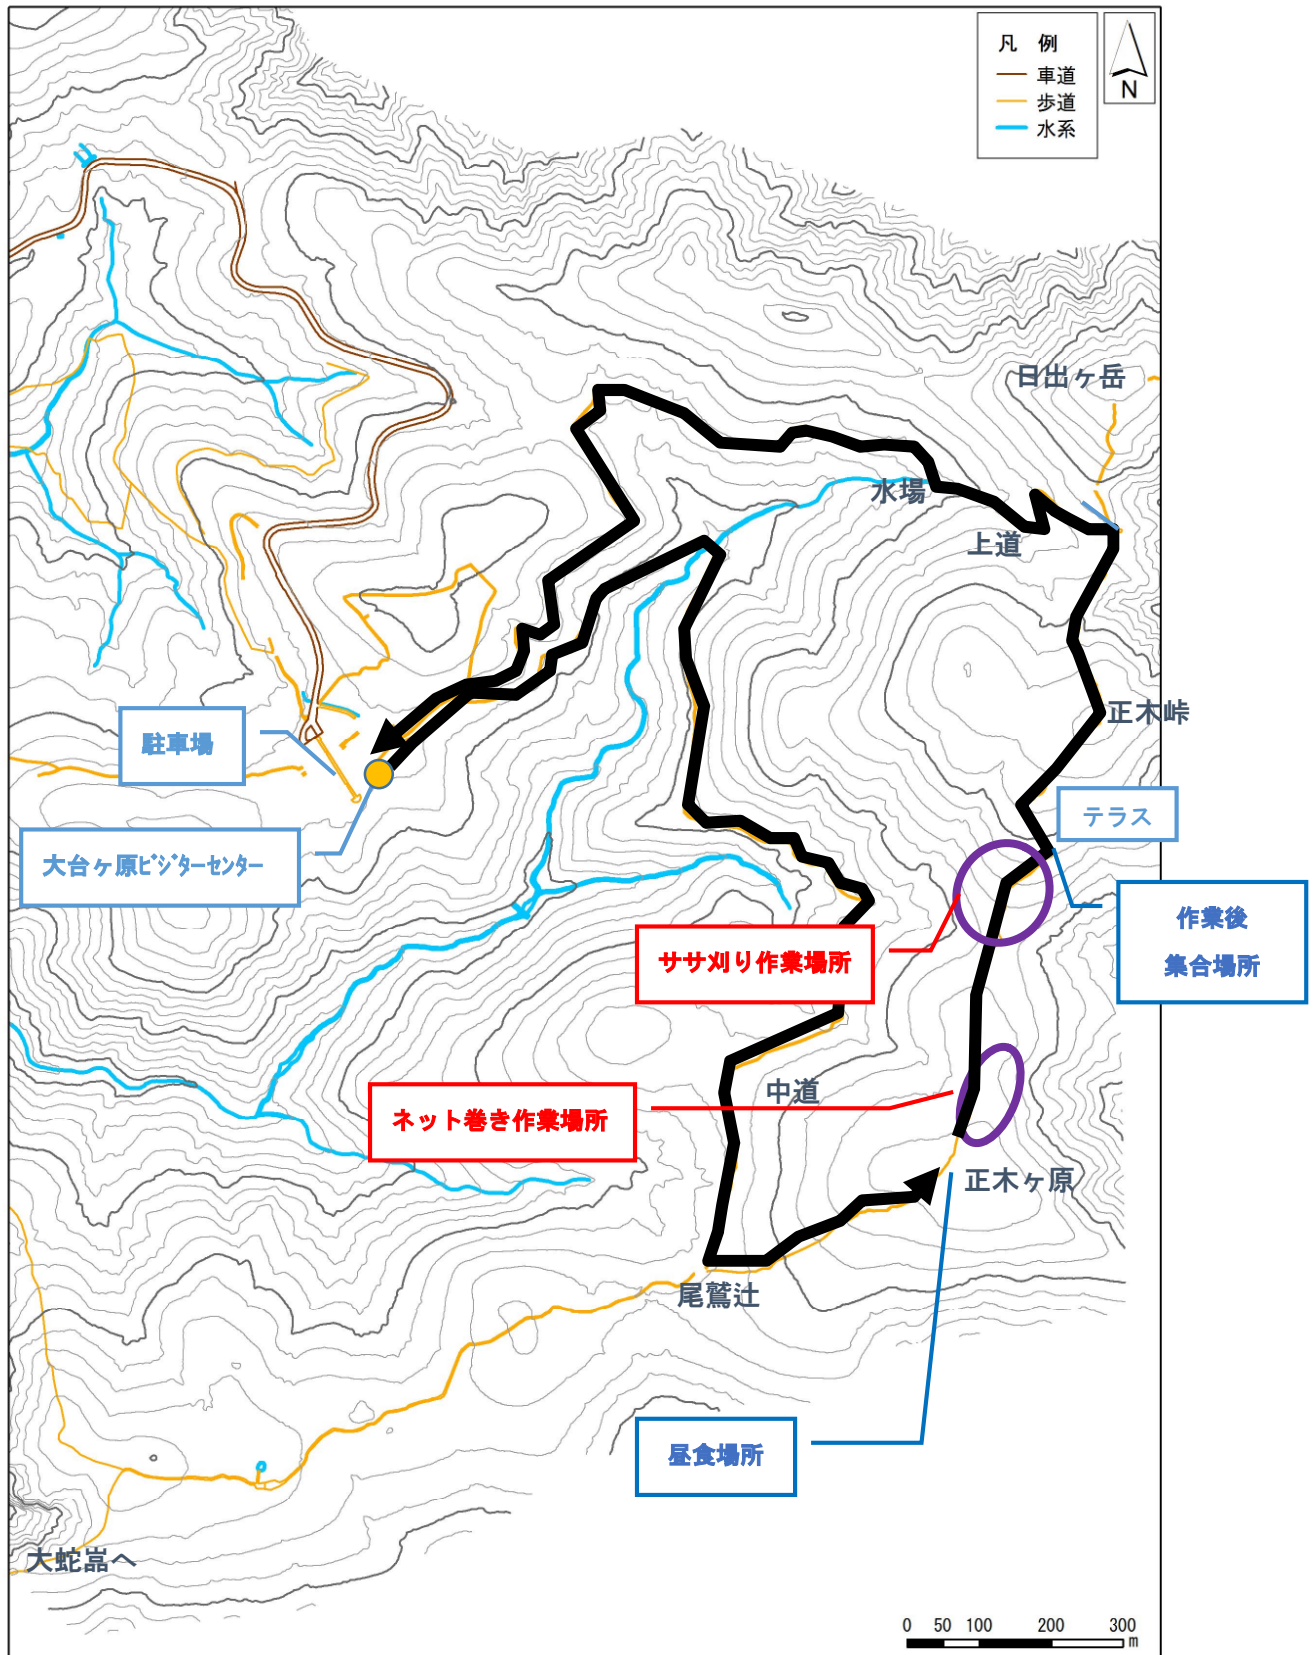 凡 例
車道
歩道
水系
N
日出ヶ岳
水場
上道
正木峠
駐車場
テラス
大台ヶ原ﾋﾞｼﾞﾀｰｾﾝﾀｰ
作業後
集合場所
ササ刈り作業場所
中道
ネット巻き作業場所
正木ヶ原
尾鷲辻
昼食場所
大蛇嵓へ
0 50 100 200 300
m